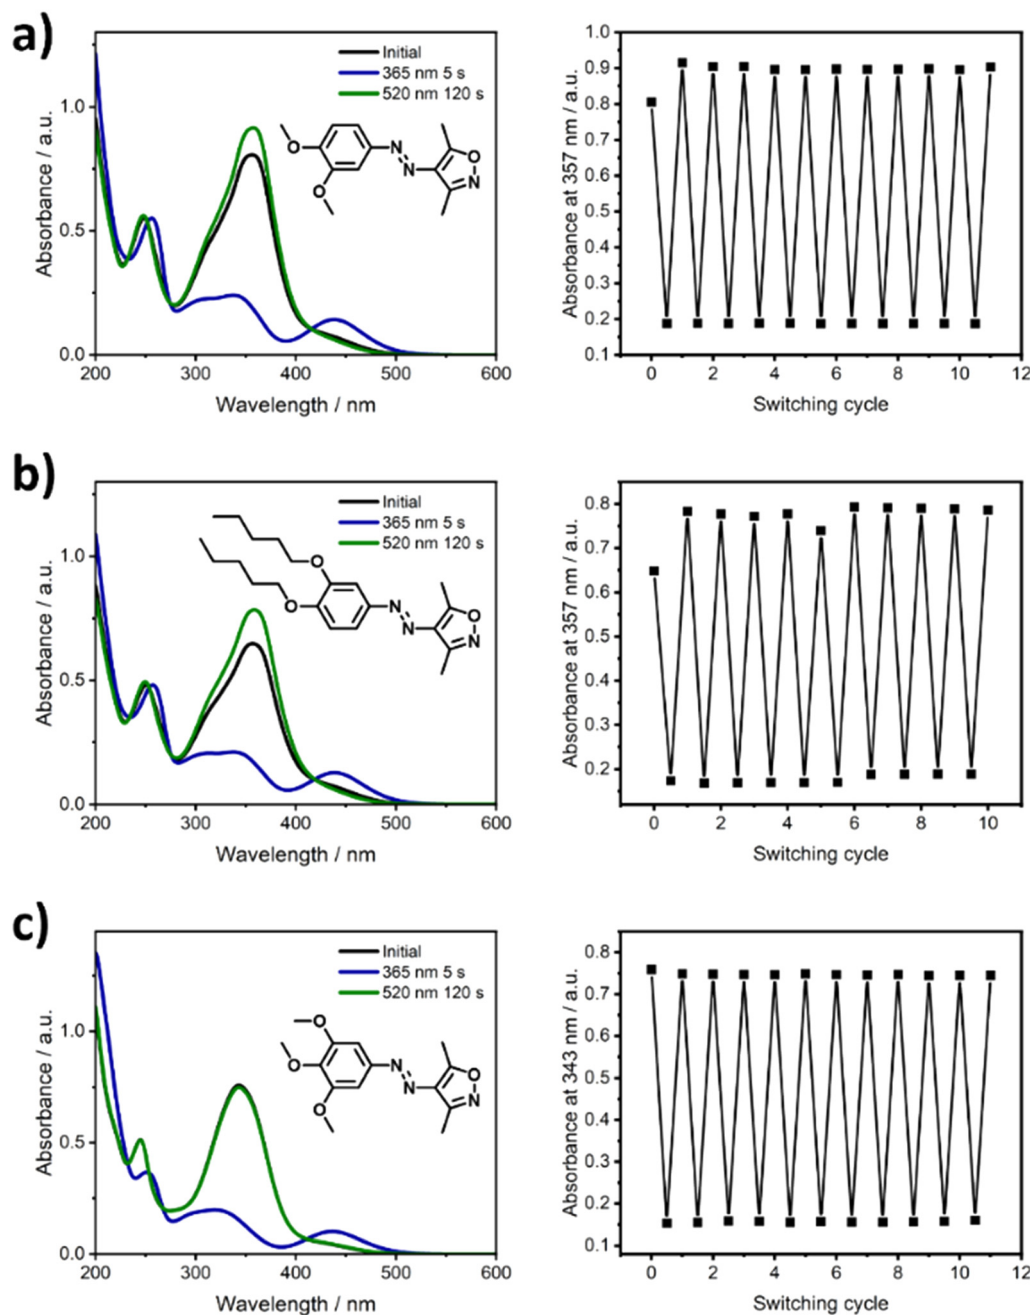 a)
Initial
365 nm 5 s
520 nm 120 s
O
O
N
N
O
N
1.0
0.5
0.0
200 300 400 500 600
Absorbance / a.u.
Wavelength / nm
1.0
0.9
0.8
0.7
0.6
0.5
0.4
0.3
0.2
0.1
0 2 4 6 8 10 12
Absorbance at 357 nm / a.u.
Switching cycle
b)
Initial
365 nm 5 s
520 nm 120 s
O
O
N
N
O
N
1.0
0.5
0.0
200 300 400 500 600
Absorbance / a.u.
Wavelength / nm
0.8
0.7
0.6
0.5
0.4
0.3
0.2
0 2 4 6 8 10
Absorbance at 357 nm / a.u.
Switching cycle
c)
Initial
365 nm 5 s
520 nm 120 s
O
O
O
N
N
O
N
1.0
0.5
0.0
200 300 400 500 600
Absorbance / a.u.
Wavelength / nm
0.8
0.7
0.6
0.5
0.4
0.3
0.2
0.1
0 2 4 6 8 10 12
Absorbance at 343 nm / a.u.
Switching cycle